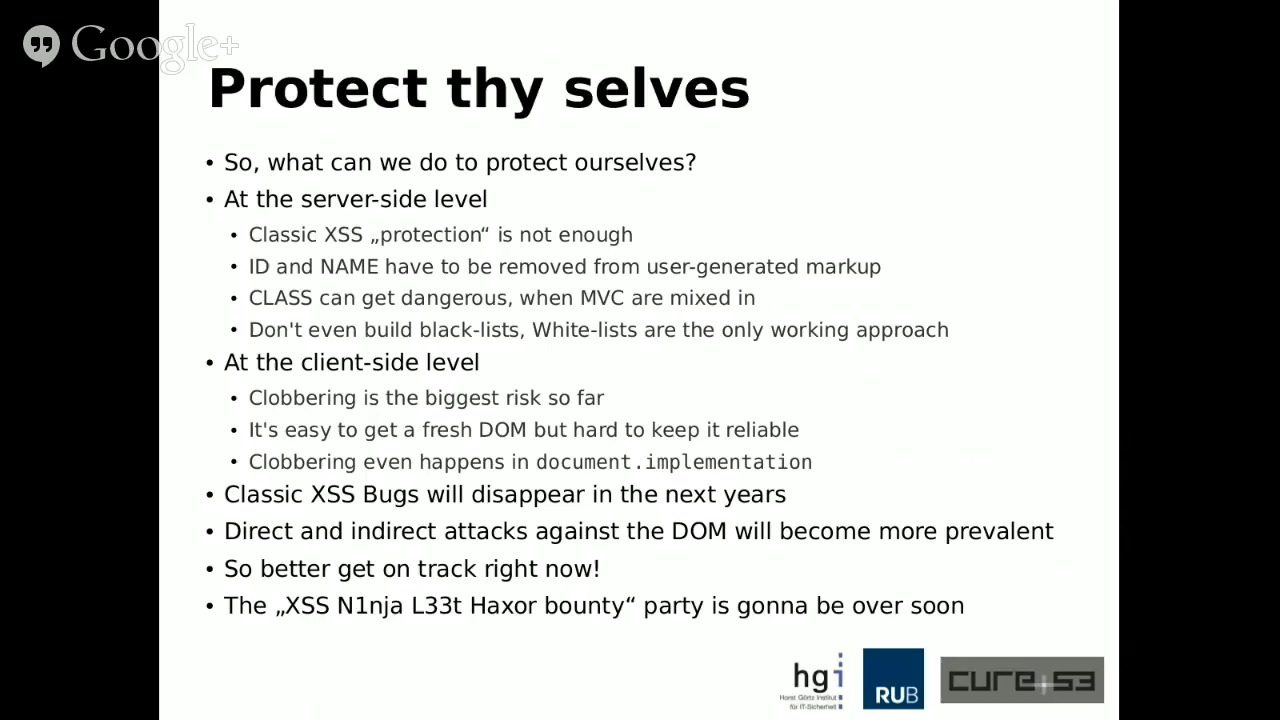 Google+
Protect thy selves
• So, what can we do to protect ourselves?
• At the server-side level
• Classic XSS „protection“ is not enough
• ID and NAME have to be removed from user-generated markup
• CLASS can get dangerous, when MVC are mixed in
• Don't even build black-lists, White-lists are the only working approach
• At the client-side level
• Clobbering is the biggest risk so far
• It's easy to get a fresh DOM but hard to keep it reliable
• Clobbering even happens in document.implementation
• Classic XSS Bugs will disappear in the next years
• Direct and indirect attacks against the DOM will become more prevalent
• So better get on track right now!
• The „XSS N1nja L33t Haxor bounty“ party is gonna be over soon
hgi
Horst Görtz Institut
für IT-Sicherheit
RUB
cure+53